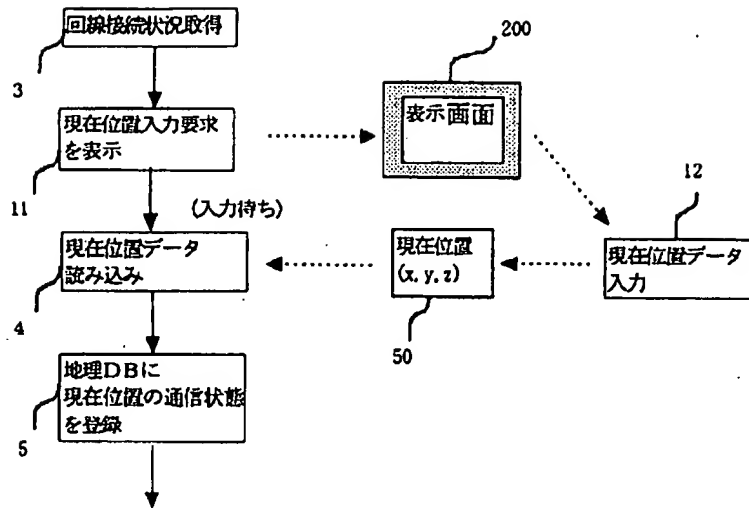 回線接続状況取得
200
3
現在位置入力要求
を表示
表示画面
11
(入力待ち)
12
現在位置データ
読み込み
現在位置
(x,y,z)
現在位置データ
入力
4
50
地理DBに
現在位置の通信状態
を登録
5